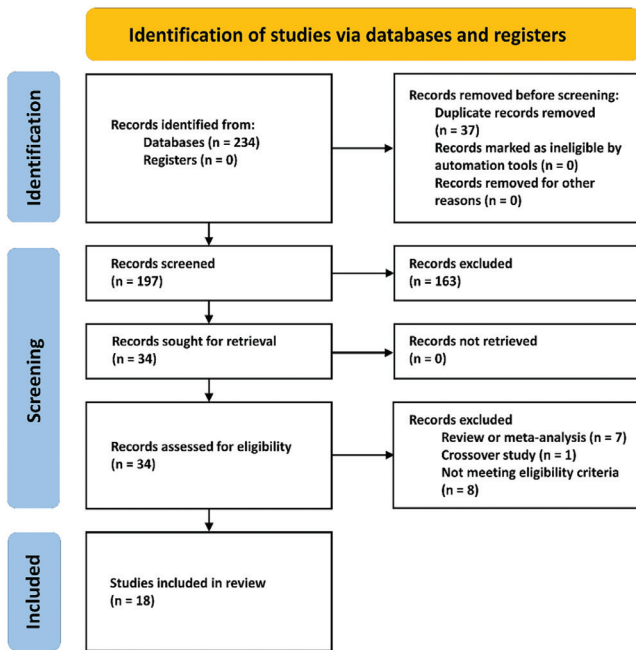 Identification of studies via databases and registers
Identification
Records identified from:
Databases (n = 234)
Registers (n = 0)
Records removed before screening:
Duplicate records removed
(n = 37)
Records marked as ineligible by
automation tools (n = 0)
Records removed for other
reasons (n = 0)
Screening
Records screened
(n = 197)
Records excluded
(n = 163)
Records sought for retrieval
(n = 34)
Records not retrieved
(n = 0)
Records assessed for eligibility
(n = 34)
Records excluded
Review or meta-analysis (n = 7)
Crossover study (n = 1)
Not meeting eligibility criteria
(n = 8)
Included
Studies included in review
(n = 18)